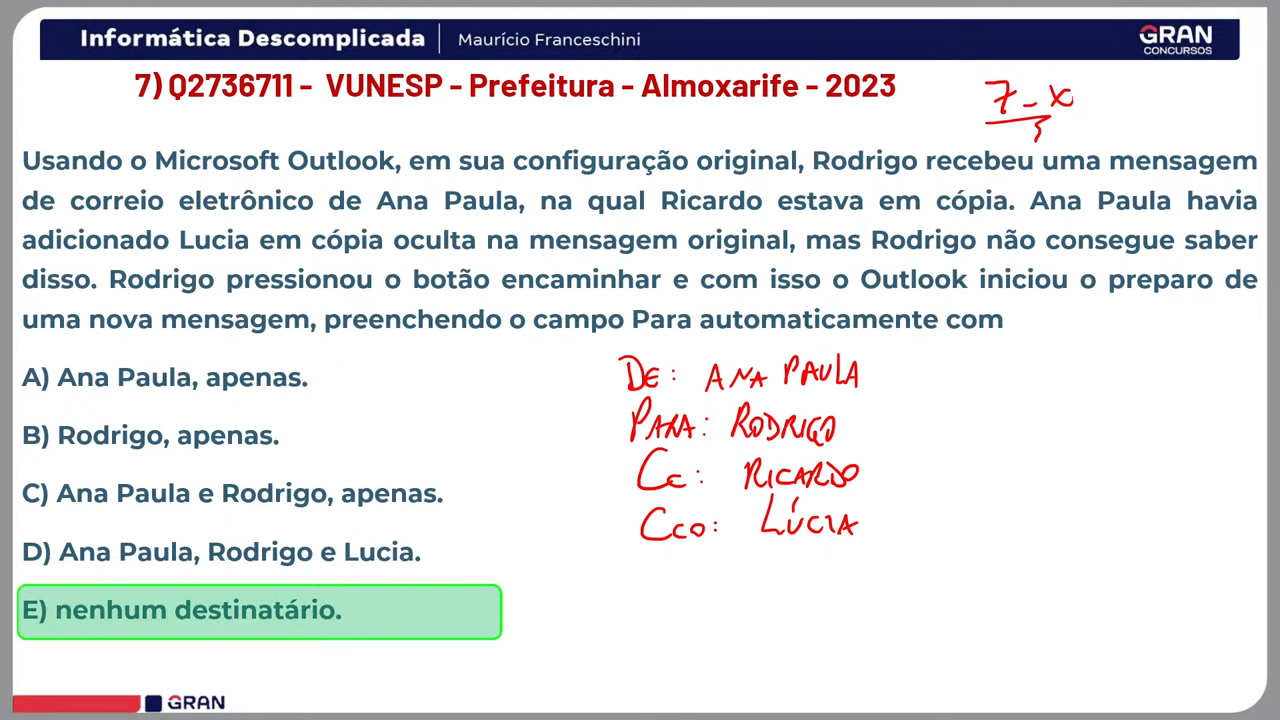 Informática Descomplicada | Maurício Franceschini
GRAN
CONCURSOS
7) Q2736711 - VUNESP - Prefeitura - Almoxarife - 2023
7-x
Usando o Microsoft Outlook, em sua configuração original, Rodrigo recebeu uma mensagem
de correio eletrônico de Ana Paula, na qual Ricardo estava em cópia. Ana Paula havia
adicionado Lucia em cópia oculta na mensagem original, mas Rodrigo não consegue saber
disso. Rodrigo pressionou o botão encaminhar e com isso o Outlook iniciou o preparo de
uma nova mensagem, preenchendo o campo Para automaticamente com
A) Ana Paula, apenas.
B) Rodrigo, apenas.
C) Ana Paula e Rodrigo, apenas.
D) Ana Paula, Rodrigo e Lucia.
E) nenhum destinatário.
DE: ANA PAULA
PARA: RODRIGO
Cc: RICARDO
Cco: LÚCIA
GRAN